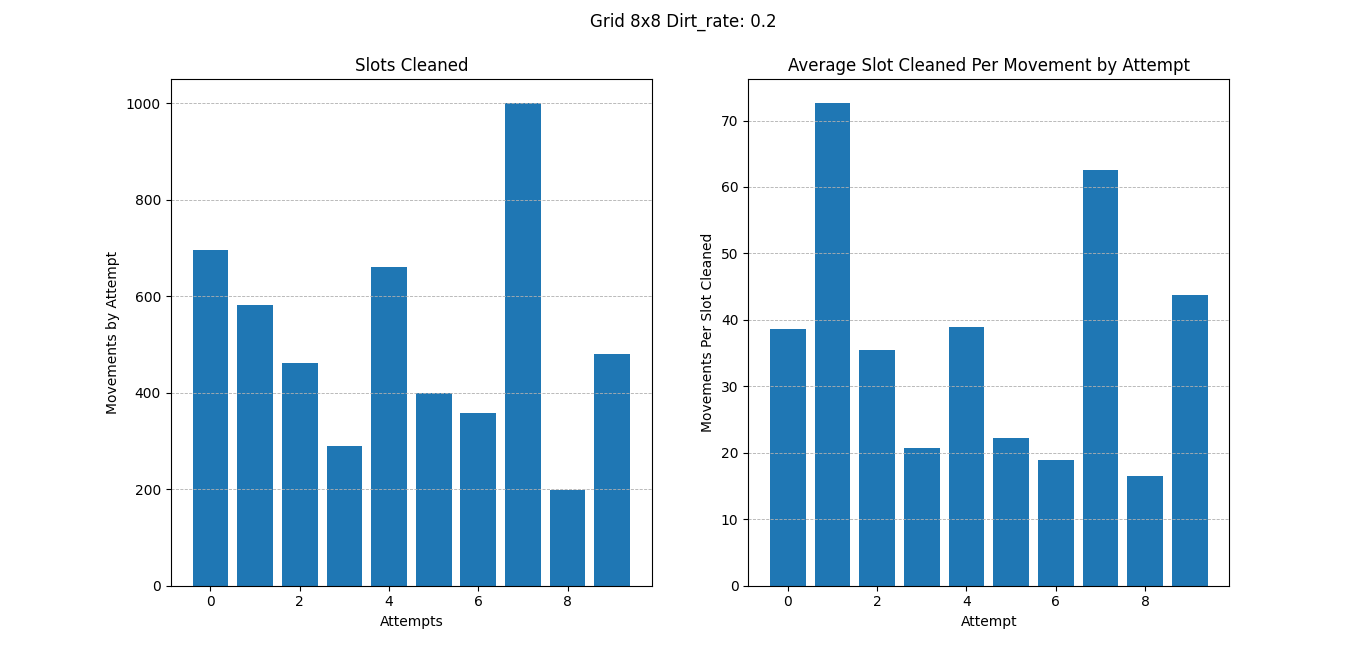 Grid 8x8 Dirt_rate: 0.2
Slots Cleaned
Movements by Attempt
1000
800
600
400
200
0
0 2 4 6 8
Attempts
Average Slot Cleaned Per Movement by Attempt
Movements Per Slot Cleaned
70
60
50
40
30
20
10
0
0 2 4 6 8
Attempt